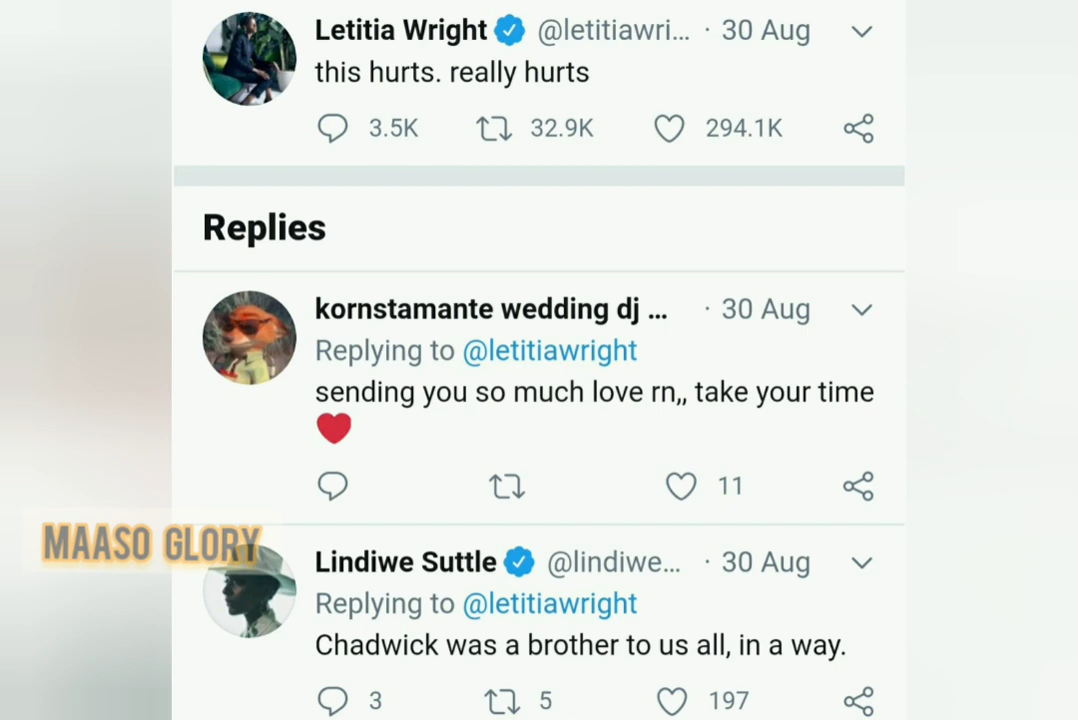 Letitia Wright @letitiawri... · 30 Aug
this hurts. really hurts
3.5K 32.9K 294.1K
Replies
kornstamante wedding dj ... · 30 Aug
Replying to @letitiawright
sending you so much love rn,, take your time
❤️
11
MAASO GLORY
Lindiwe Suttle @lindiwe... · 30 Aug
Replying to @letitiawright
Chadwick was a brother to us all, in a way.
3 5 197